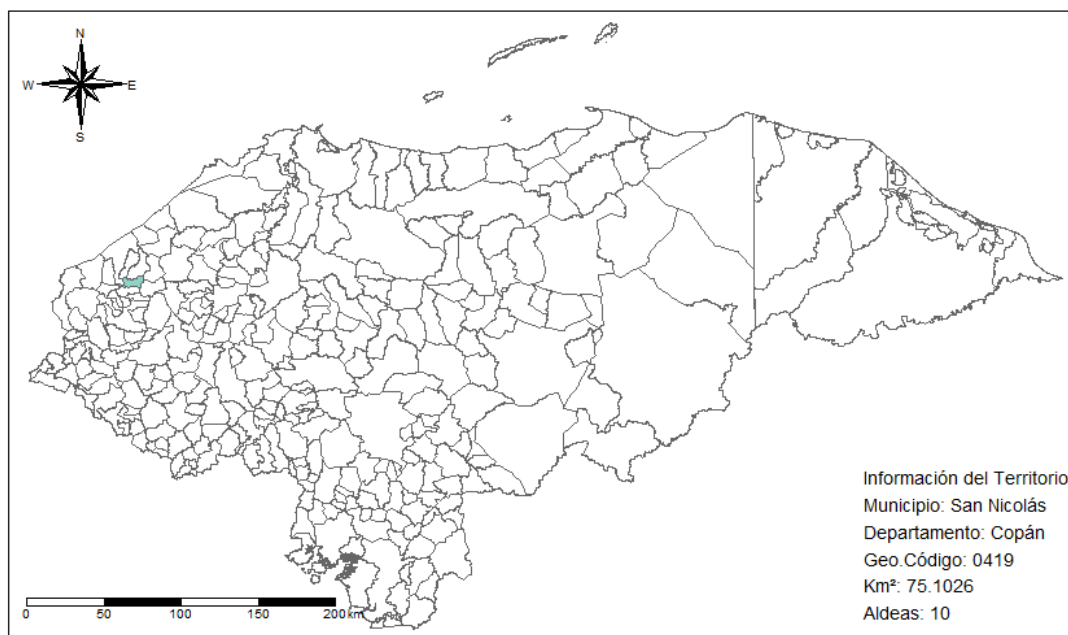 N
W E
S
Información del Territorio
Municipio: San Nicolás
Departamento: Copán
Geo.Código: 0419
Km²: 75.1026
Aldeas: 10
0 50 100 150 200 km